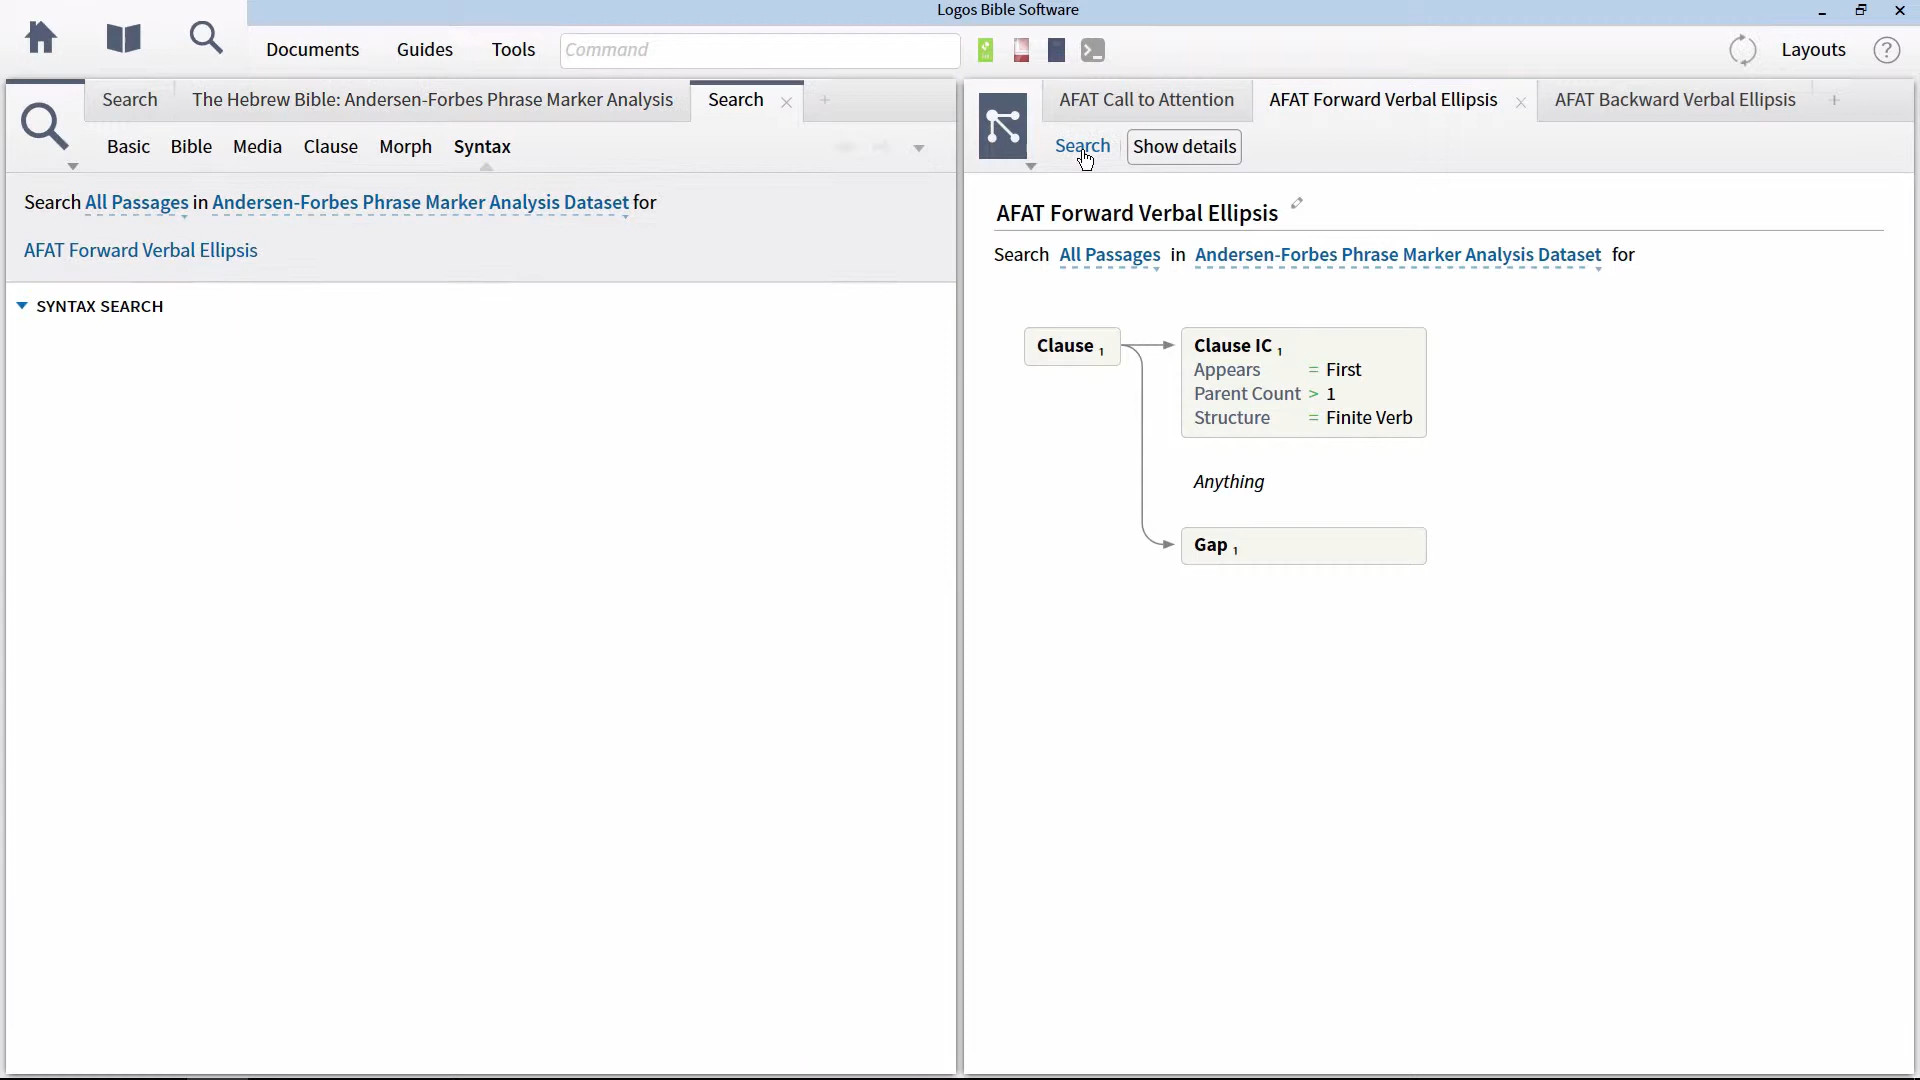 Logos Bible Software
Documents Guides Tools Command Layouts ?
Search The Hebrew Bible: Andersen-Forbes Phrase Marker Analysis Search
Basic Bible Media Clause Morph Syntax
Search All Passages in Andersen-Forbes Phrase Marker Analysis Dataset for
AFAT Forward Verbal Ellipsis
SYNTAX SEARCH
AFAT Call to Attention AFAT Forward Verbal Ellipsis AFAT Backward Verbal Ellipsis
Search Show details
AFAT Forward Verbal Ellipsis
Search All Passages in Andersen-Forbes Phrase Marker Analysis Dataset for
Clause 1
Clause IC 1
Appears = First
Parent Count > 1
Structure = Finite Verb
Anything
Gap 1